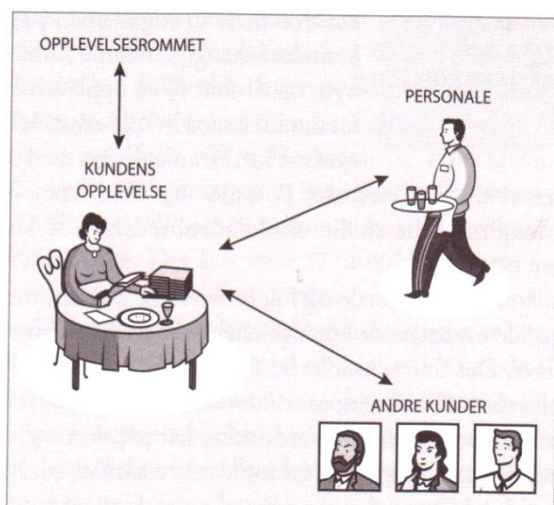 OPPLEVELSESROMMET
PERSONALE
KUNDENS
OPPLEVELSE
ANDRE KUNDER